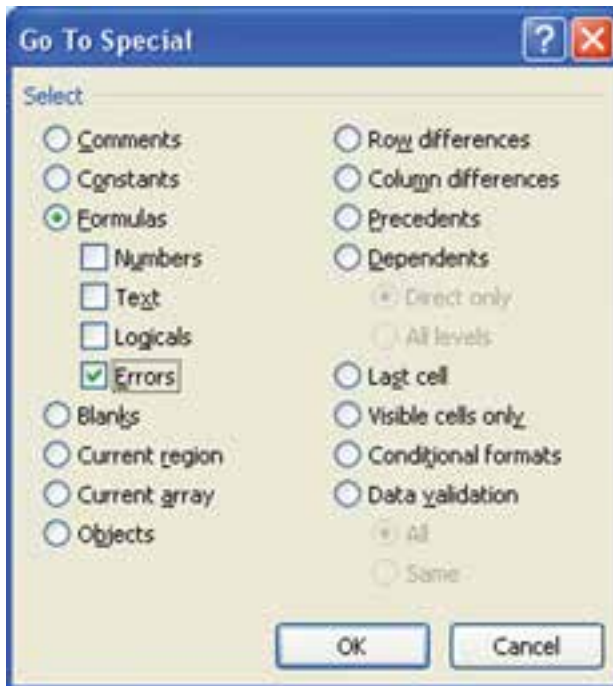 Go To Special
Select
Comments
Constants
Formulas
Numbers
Text
Logicals
Errors
Blanks
Current region
Current array
Objects
Row differences
Column differences
Precedents
Dependents
Direct only
All levels
Last cell
Visible cells only
Conditional formats
Data validation
All
Same
OK
Cancel